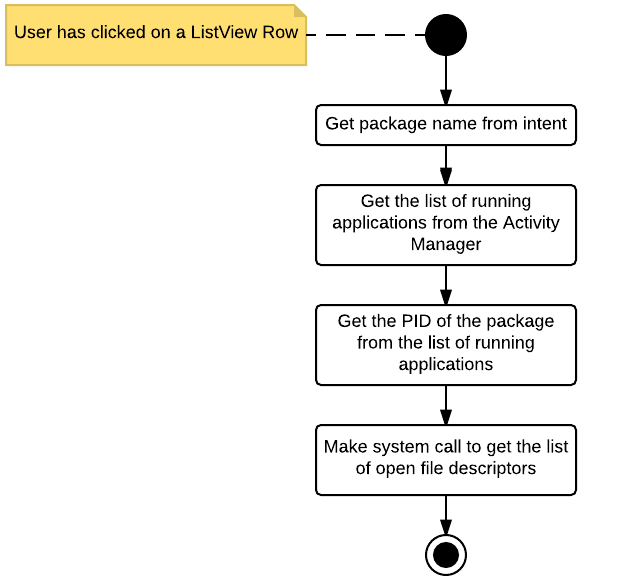 User has clicked on a ListView Row
Get package name from intent
Get the list of running
applications from the Activity
Manager
Get the PID of the package
from the list of running
applications
Make system call to get the list
of open file descriptors